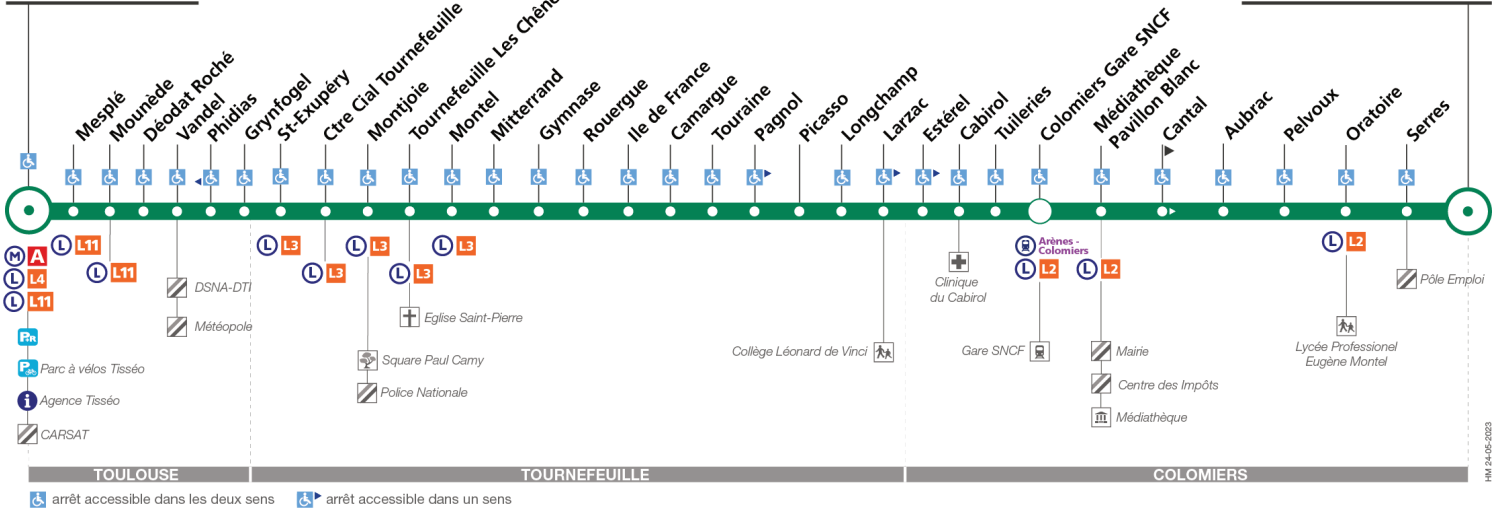 Mesplé
Mounède
Déodat Roché
Vandel
Phidias
Grynfogel
St-Exupéry
Ctre Cial Tournefeuille
Montjoie
Tournefeuille Les Chên
Montel
Mitterrand
Gymnase
Rouergue
Ile de France
Camargue
Touraine
Pagnol
Picasso
Longchamp
Larzac
Estérel
Cabirol
Tuileries
Colomiers Gare SNCF
Médiathèque
Pavillon Blanc
Cantal
Aubrac
Pelvoux
Oratoire
Serres
M A
L L4
L L11
P+R
P
Parc à vélos Tisséo
i Agence Tisséo
CARSAT
L L11
L L11
DSNA-DTI
Météopole
L L3
L L3
L L3
Square Paul Camy
Police Nationale
L L3
Eglise Saint-Pierre
L L3
Collège Léonard de Vinci
Clinique
du Cabirol
Arènes -
Colomiers
L L2
Gare SNCF
L L2
Mairie
Centre des Impôts
Médiathèque
L L2
Lycée Professionel
Eugène Montel
Pôle Emploi
TOULOUSE
TOURNEFEUILLE
COLOMIERS
arrêt accessible dans les deux sens
arrêt accessible dans un sens
HM 24-05-2023